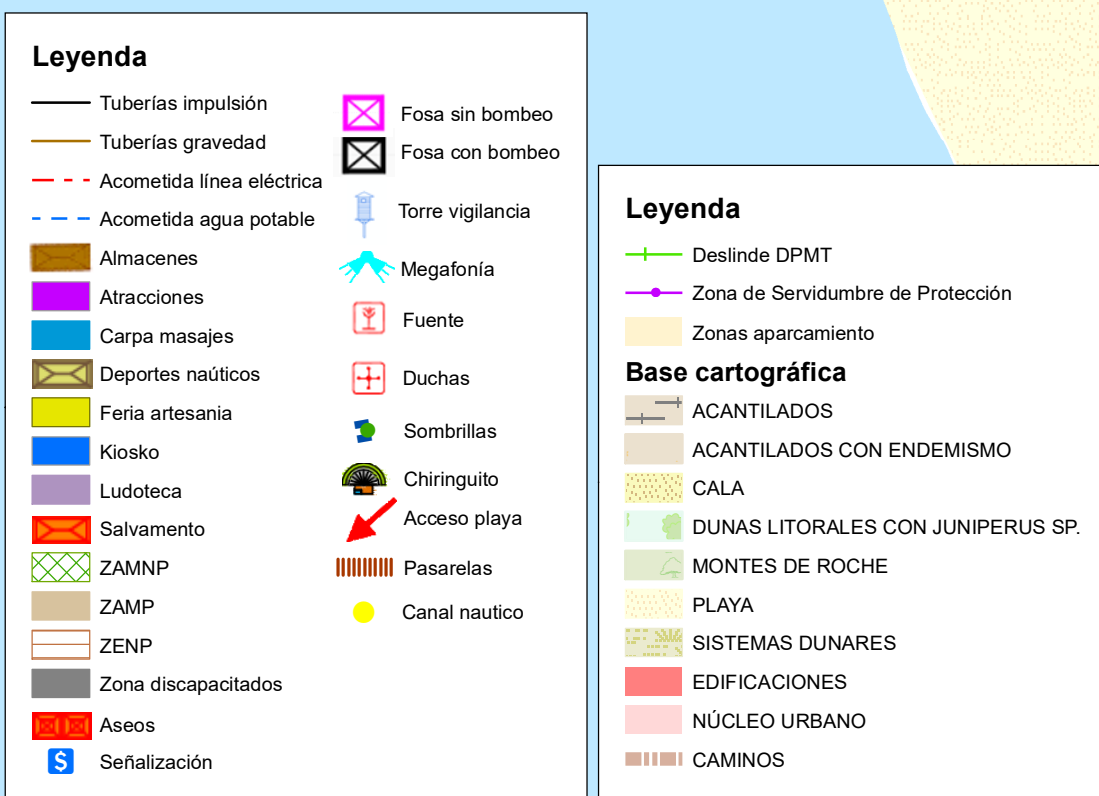 Leyenda
Tuberías impulsión
Tuberías gravedad
Acometida línea eléctrica
Acometida agua potable
Almacenes
Atracciones
Carpa masajes
Deportes naúticos
Feria artesania
Kiosko
Ludoteca
Salvamento
ZAMNP
ZAMP
ZENP
Zona discapacitados
Aseos
$ Señalización
Fosa sin bombeo
Fosa con bombeo
Torre vigilancia
Megafonía
Fuente
Duchas
Sombrillas
Chiringuito
Acceso playa
Pasarelas
Canal nautico
Leyenda
Deslinde DPMT
Zona de Servidumbre de Protección
Zonas aparcamiento
Base cartográfica
ACANTILADOS
ACANTILADOS CON ENDEMISMO
CALA
DUNAS LITORALES CON JUNIPERUS SP.
MONTES DE ROCHE
PLAYA
SISTEMAS DUNARES
EDIFICACIONES
NÚCLEO URBANO
CAMINOS